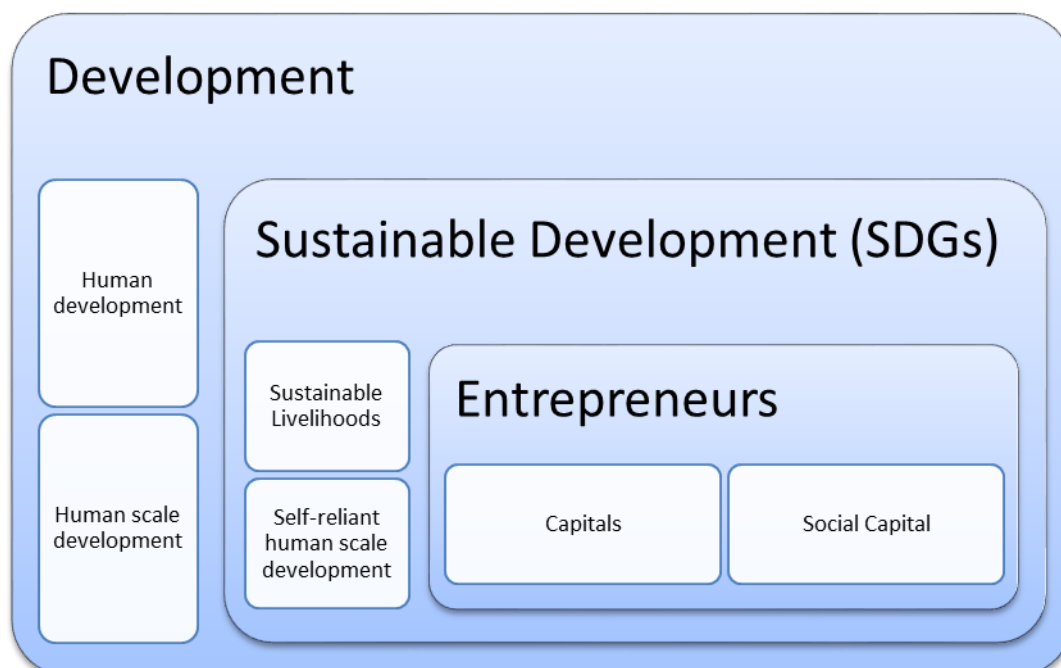 Development
Human
development
Human scale
development
Sustainable Development (SDGs)
Sustainable
Livelihoods
Self-reliant
human scale
development
Entrepreneurs
Capitals
Social Capital